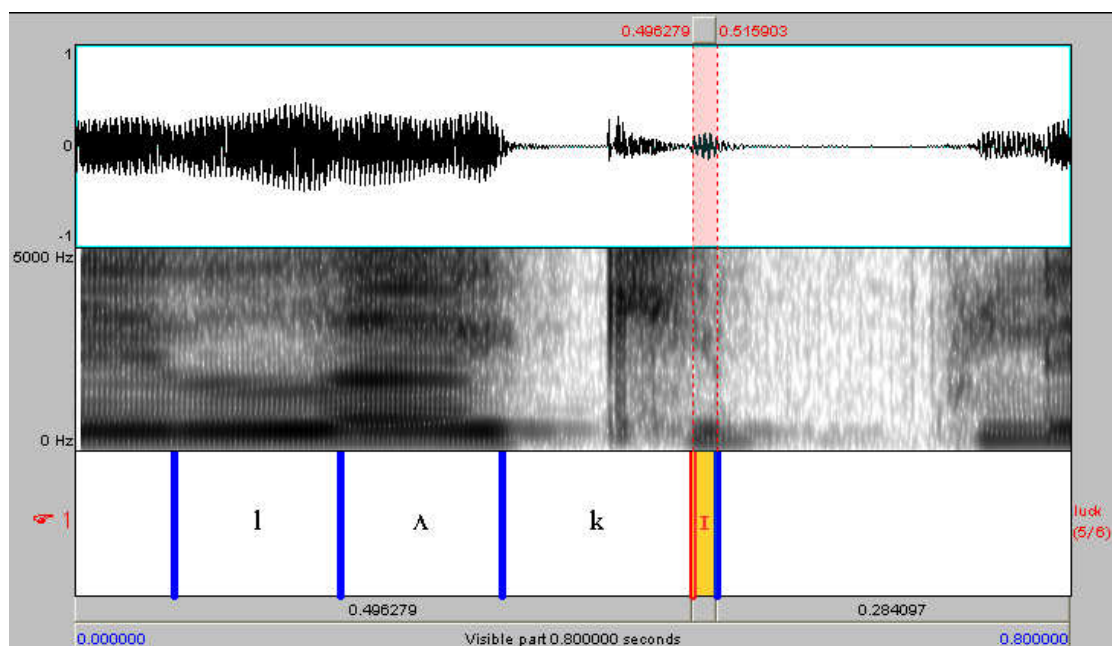 0.496279 0.515903
1
0
-1
5000 Hz
0 Hz
☞ 1 l ʌ k ɪ luck
(5/6)
0.496279 0.284097
0.000000 Visible part 0.800000 seconds 0.800000